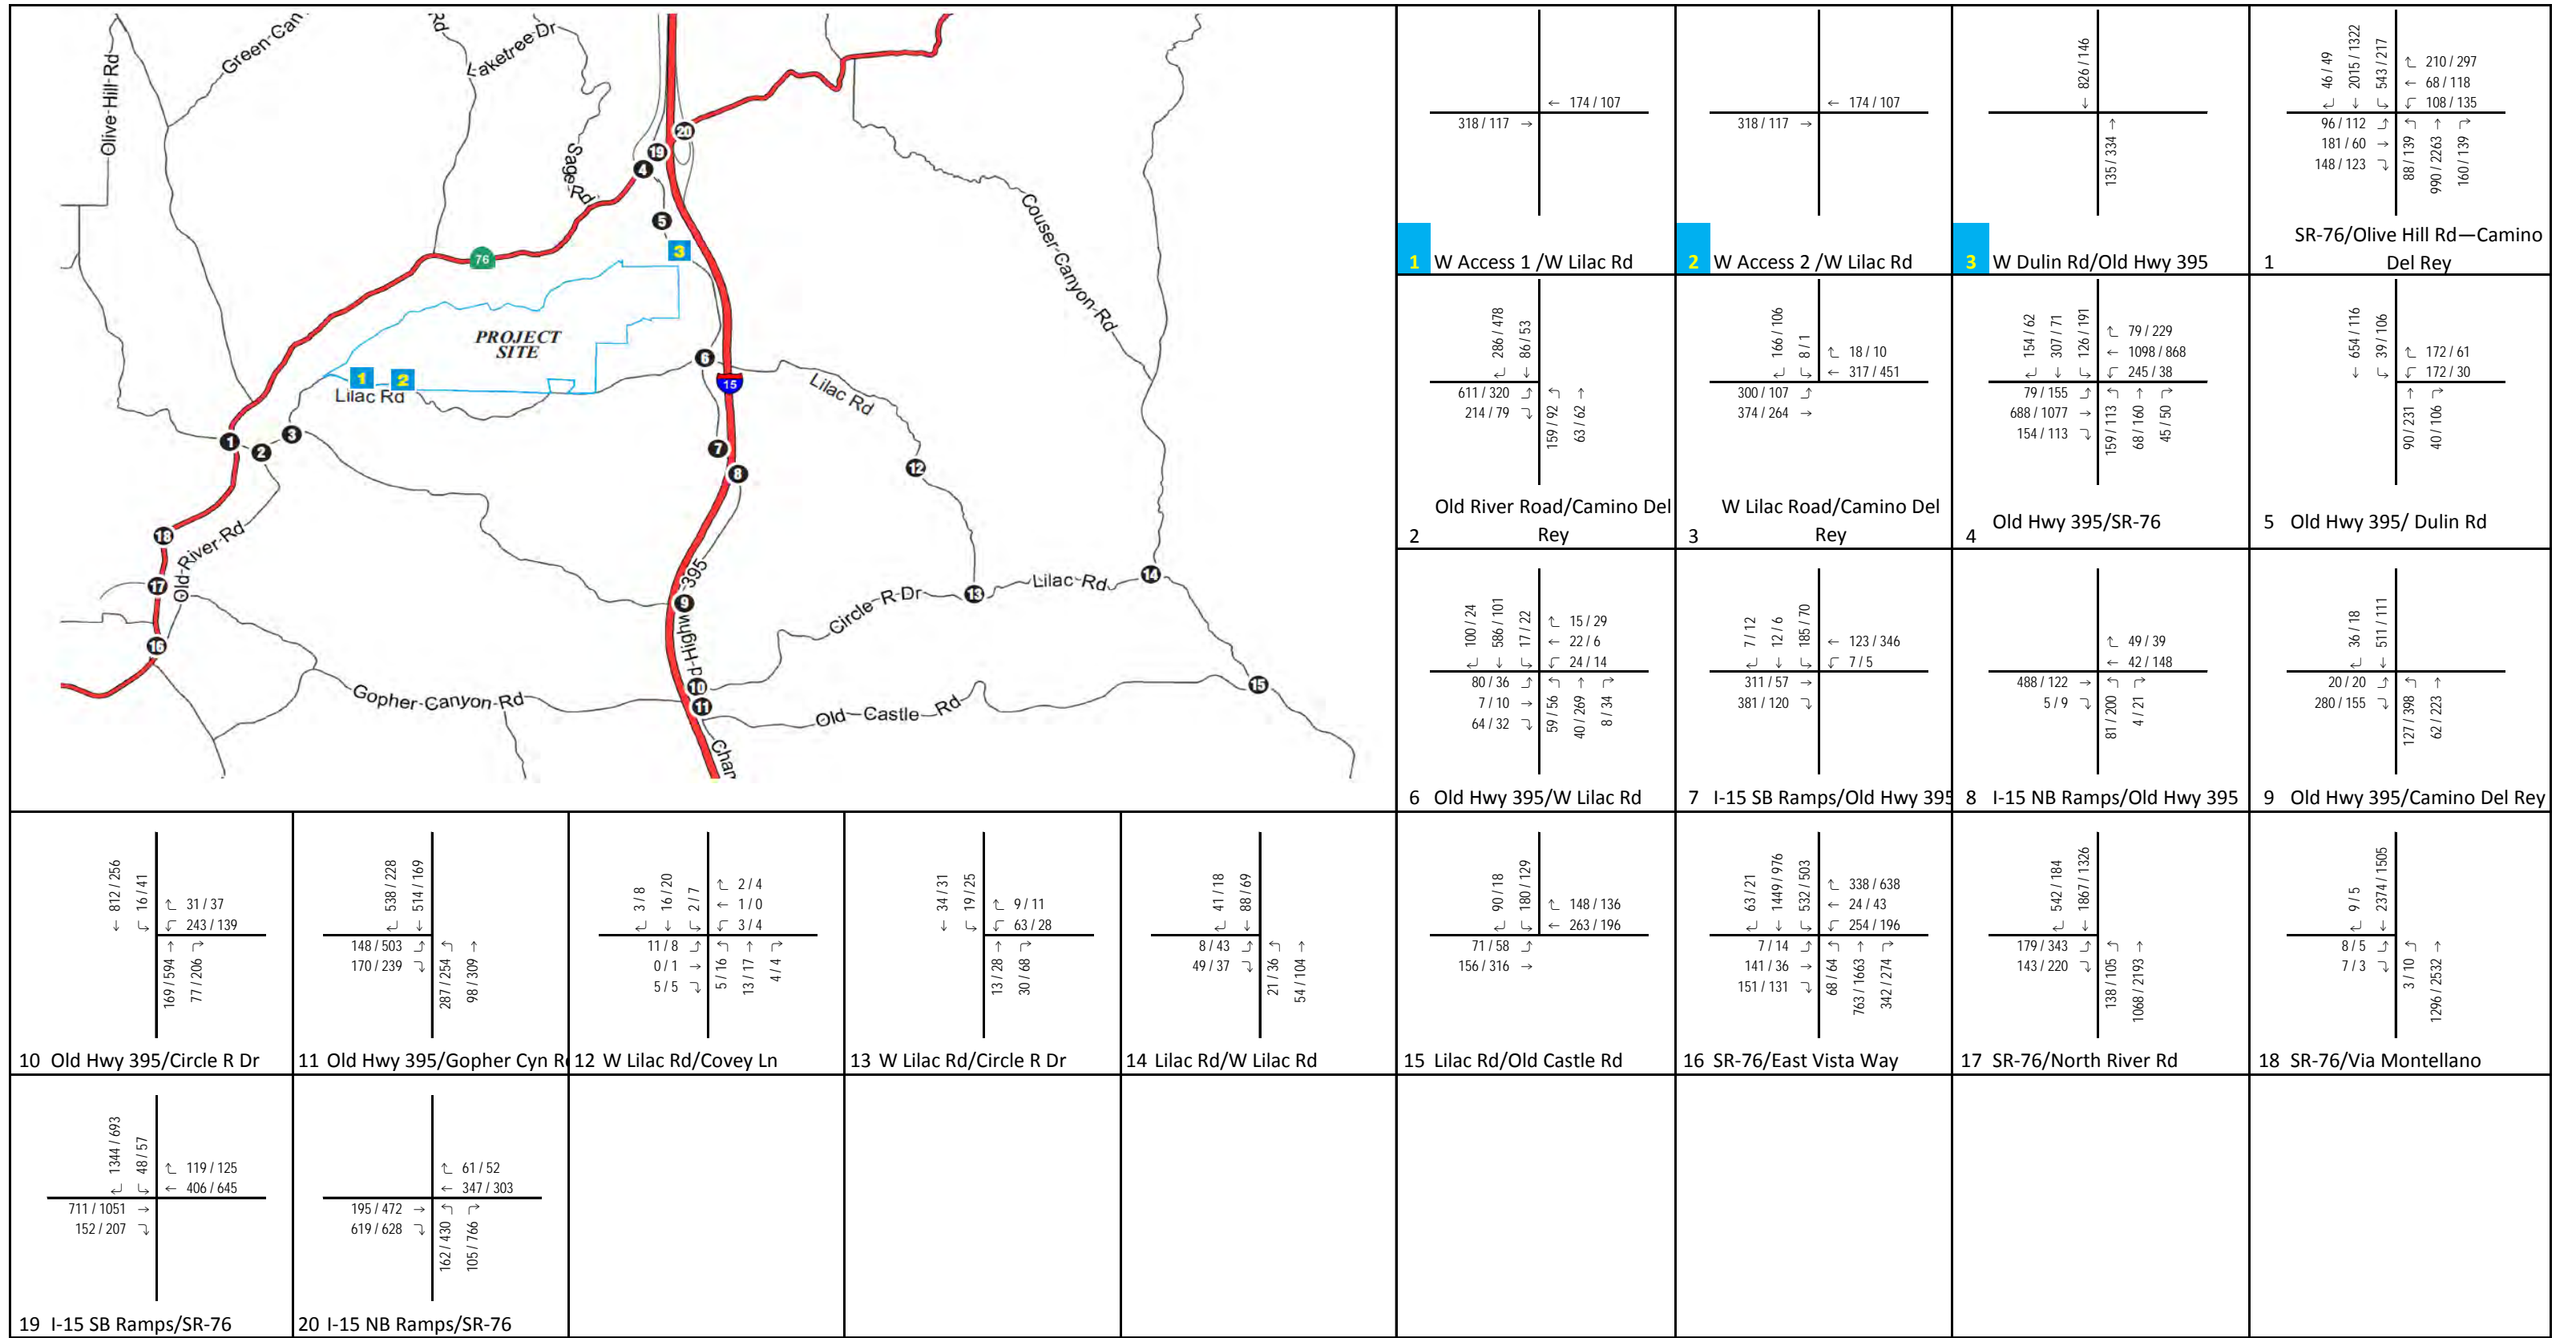 Olive-Hill-Rd
Green-Can
Rd
Laketree-Dr
Sage-Rd
Couser-Canyon-Rd
20
19
4
5
3
76
PROJECT
SITE
1
2
Lilac Rd
6
15
Lilac Rd
1
2
3
7
8
12
18
Old-River-Rd
17
395
9
d-High
Circle-R-Dr
13
Lilac-Rd
14
16
10
11
Gopher-Canyon-Rd
Old-Castle-Rd
15
Char
174 / 107
318 / 117
1 W Access 1 /W Lilac Rd
174 / 107
318 / 117
2 W Access 2 /W Lilac Rd
826 / 146
135 / 334
3 W Dulin Rd/Old Hwy 395
46 / 49
2015 / 1322
543 / 217
210 / 297
68 / 118
108 / 135
96 / 112
181 / 60
148 / 123
88 / 139
990 / 2263
160 / 139
SR-76/Olive Hill Rd—Camino
1 Del Rey
286 / 478
86 / 53
611 / 320
214 / 79
159 / 92
63 / 62
Old River Road/Camino Del
2 Rey
166 / 106
8 / 1
18 / 10
317 / 451
300 / 107
374 / 264
W Lilac Road/Camino Del
3 Rey
154 / 62
307 / 71
126 / 191
79 / 229
1098 / 868
245 / 38
79 / 155
688 / 1077
154 / 113
159 / 113
68 / 160
45 / 50
4 Old Hwy 395/SR-76
654 / 116
39 / 106
172 / 61
172 / 30
90 / 231
40 / 106
5 Old Hwy 395/ Dulin Rd
100 / 24
586 / 101
17 / 22
15 / 29
22 / 6
24 / 14
80 / 36
7 / 10
64 / 32
59 / 56
40 / 269
8 / 34
6 Old Hwy 395/W Lilac Rd
7 / 12
12 / 6
185 / 70
123 / 346
7 / 5
311 / 57
381 / 120
7 I-15 SB Ramps/Old Hwy 395
49 / 39
42 / 148
488 / 122
5 / 9
81 / 200
4 / 21
8 I-15 NB Ramps/Old Hwy 395
36 / 18
511 / 111
20 / 20
280 / 155
127 / 398
62 / 223
9 Old Hwy 395/Camino Del Rey
812 / 256
16 / 41
31 / 37
243 / 139
169 / 594
77 / 206
10 Old Hwy 395/Circle R Dr
538 / 228
514 / 169
148 / 503
170 / 239
287 / 254
98 / 309
11 Old Hwy 395/Gopher Cyn R
3 / 8
16 / 20
2 / 7
2 / 4
1 / 0
3 / 4
11 / 8
0 / 1
5 / 5
5 / 16
13 / 17
4 / 4
12 W Lilac Rd/Covey Ln
34 / 31
19 / 25
9 / 11
63 / 28
13 / 28
30 / 68
13 W Lilac Rd/Circle R Dr
41 / 18
88 / 69
8 / 43
49 / 37
21 / 36
54 / 104
14 Lilac Rd/W Lilac Rd
90 / 18
180 / 129
148 / 136
263 / 196
71 / 58
156 / 316
15 Lilac Rd/Old Castle Rd
63 / 21
1449 / 976
532 / 503
338 / 638
24 / 43
254 / 196
7 / 14
141 / 36
151 / 131
68 / 64
763 / 1663
342 / 274
16 SR-76/East Vista Way
542 / 184
1867 / 1326
179 / 343
143 / 220
138 / 105
1068 / 2193
17 SR-76/North River Rd
9 / 5
2374 / 1505
8 / 5
7 / 3
3 / 10
1296 / 2532
18 SR-76/Via Montellano
1344 / 693
48 / 57
119 / 125
406 / 645
711 / 1051
152 / 207
19 I-15 SB Ramps/SR-76
61 / 52
347 / 303
195 / 472
619 / 628
162 / 430
105 / 766
20 I-15 NB Ramps/SR-76